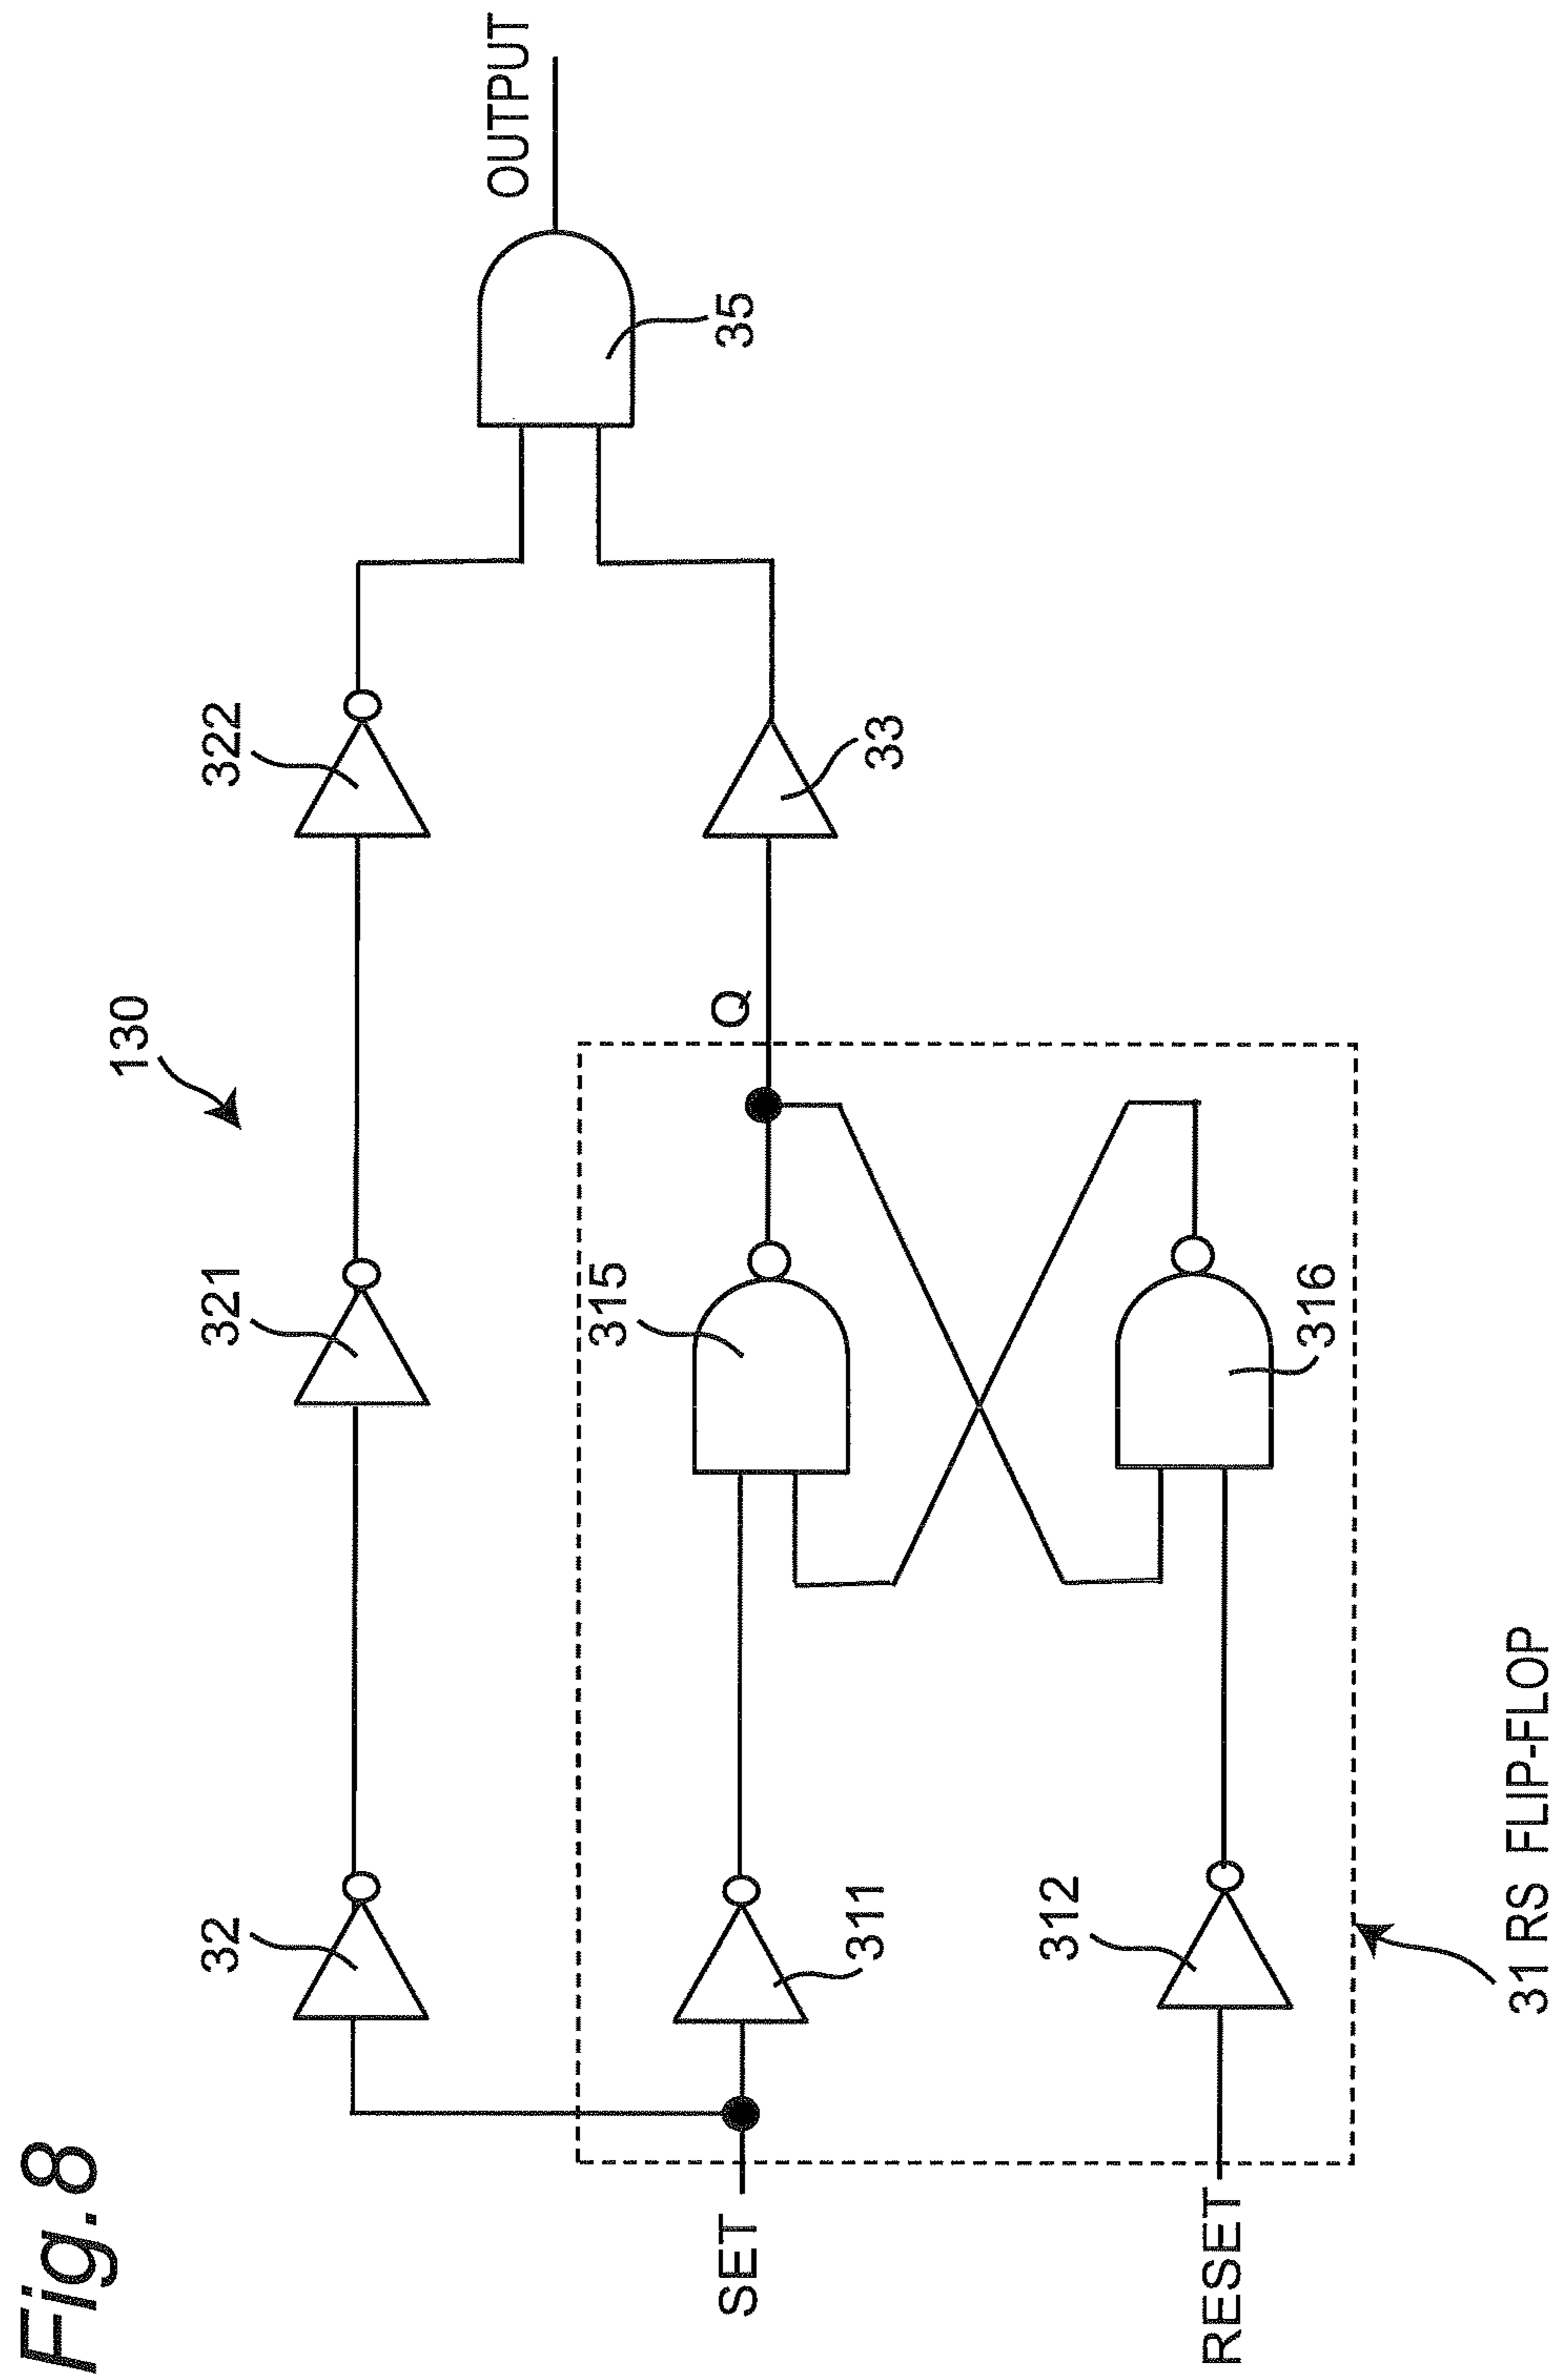 Fig.8
130
32
321
322
SET
311
315
Q
33
35
OUTPUT
RESET
312
316
31 RS FLIP-FLOP